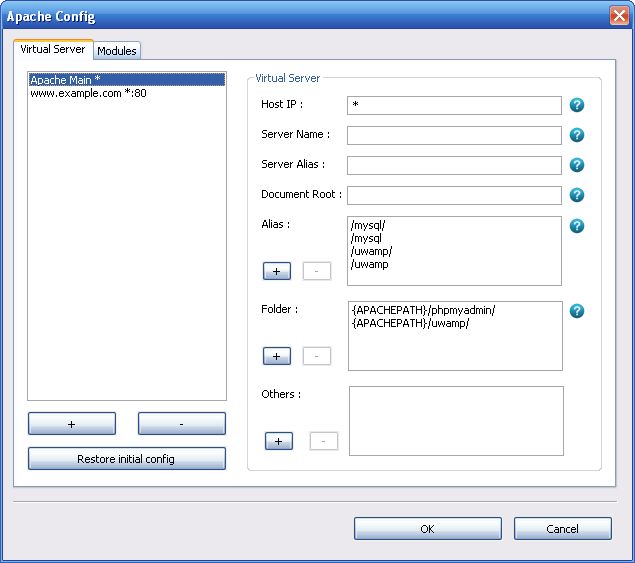 Apache Config
Virtual Server
Modules
Apache Main *
www.example.com *:80
+
-
Restore initial config
Virtual Server
Host IP :
*
?
Server Name :
?
Server Alias :
?
Document Root :
?
Alias :
/mysql/
/mysql
/uwamp/
/uwamp
?
+
-
Folder :
{APACHEPATH}/phpmyadmin/
{APACHEPATH}/uwamp/
?
+
-
Others :
+
-
OK
Cancel